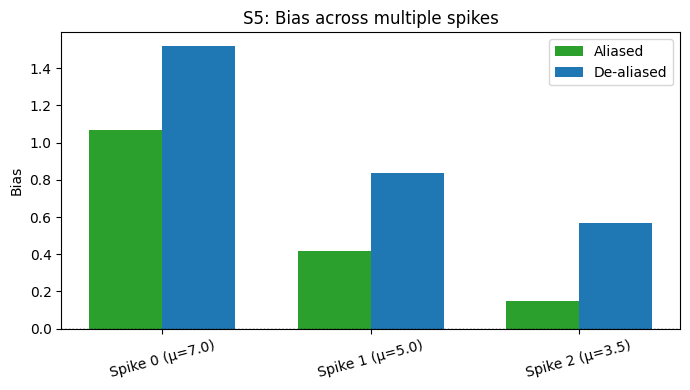 S5: Bias across multiple spikes
Aliased
De-aliased
Bias
1.4
1.2
1.0
0.8
0.6
0.4
0.2
0.0
Spike 0 (μ=7.0)
Spike 1 (μ=5.0)
Spike 2 (μ=3.5)